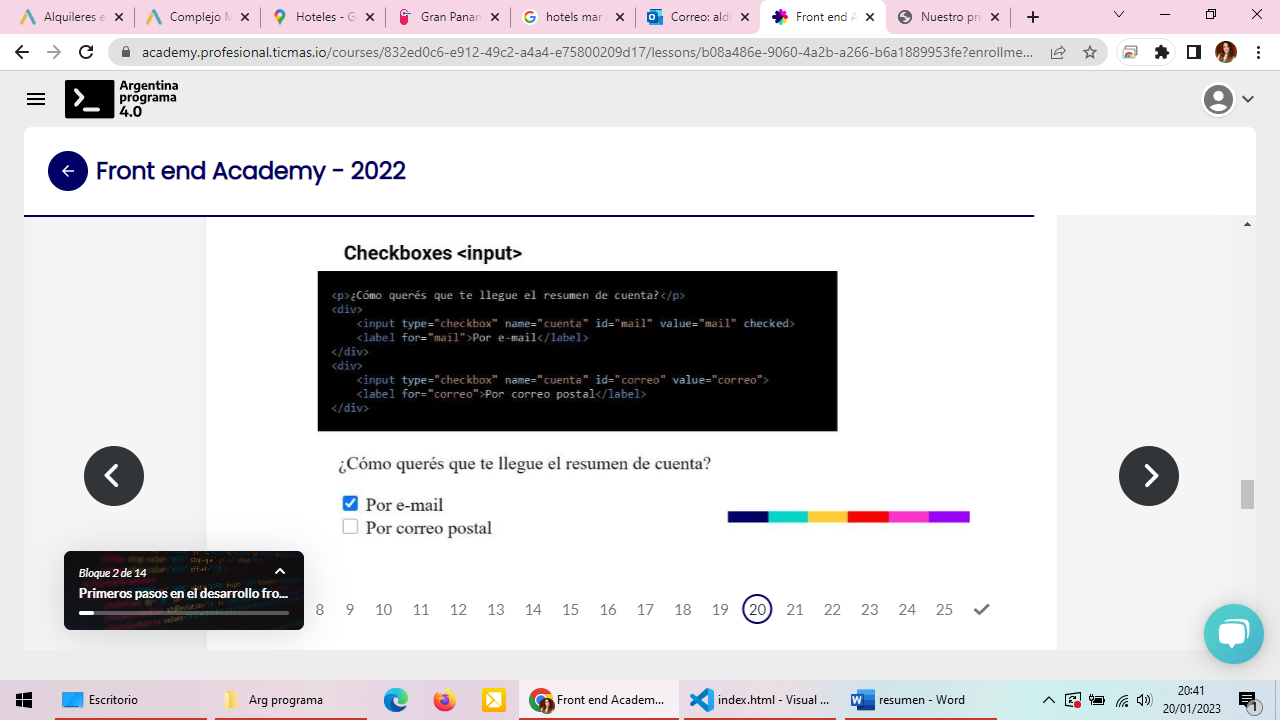 Alquileres e
Complejo M
Hoteles - G
Gran Panam
hotels mar
Correo: aldi
Front end A
Nuestro pri
academy.profesional.ticmas.io/courses/832ed0c6-e912-49c2-a4a4-e75800209d17/lessons/b08a486e-9060-4a2b-a266-b6a1889953fe?enrollme...
Argentina
programa
4.0
Front end Academy - 2022
Checkboxes <input>
<p>¿Cómo querés que te llegue el resumen de cuenta?</p>
<div>
<input type="checkbox" name="cuenta" id="mail" value="mail" checked>
<label for="mail">Por e-mail</label>
</div>
<div>
<input type="checkbox" name="cuenta" id="correo" value="correo">
<label for="correo">Por correo postal</label>
</div>
¿Cómo querés que te llegue el resumen de cuenta?
Por e-mail
Por correo postal
Bloque 2 de 14
Primeros pasos en el desarrollo fro...
8 9 10 11 12 13 14 15 16 17 18 19 20 21 22 23 24 25
Escritorio
Arg programa
Front end Academ...
index.html - Visual ...
resumen - Word
20:41
20/01/2023
1